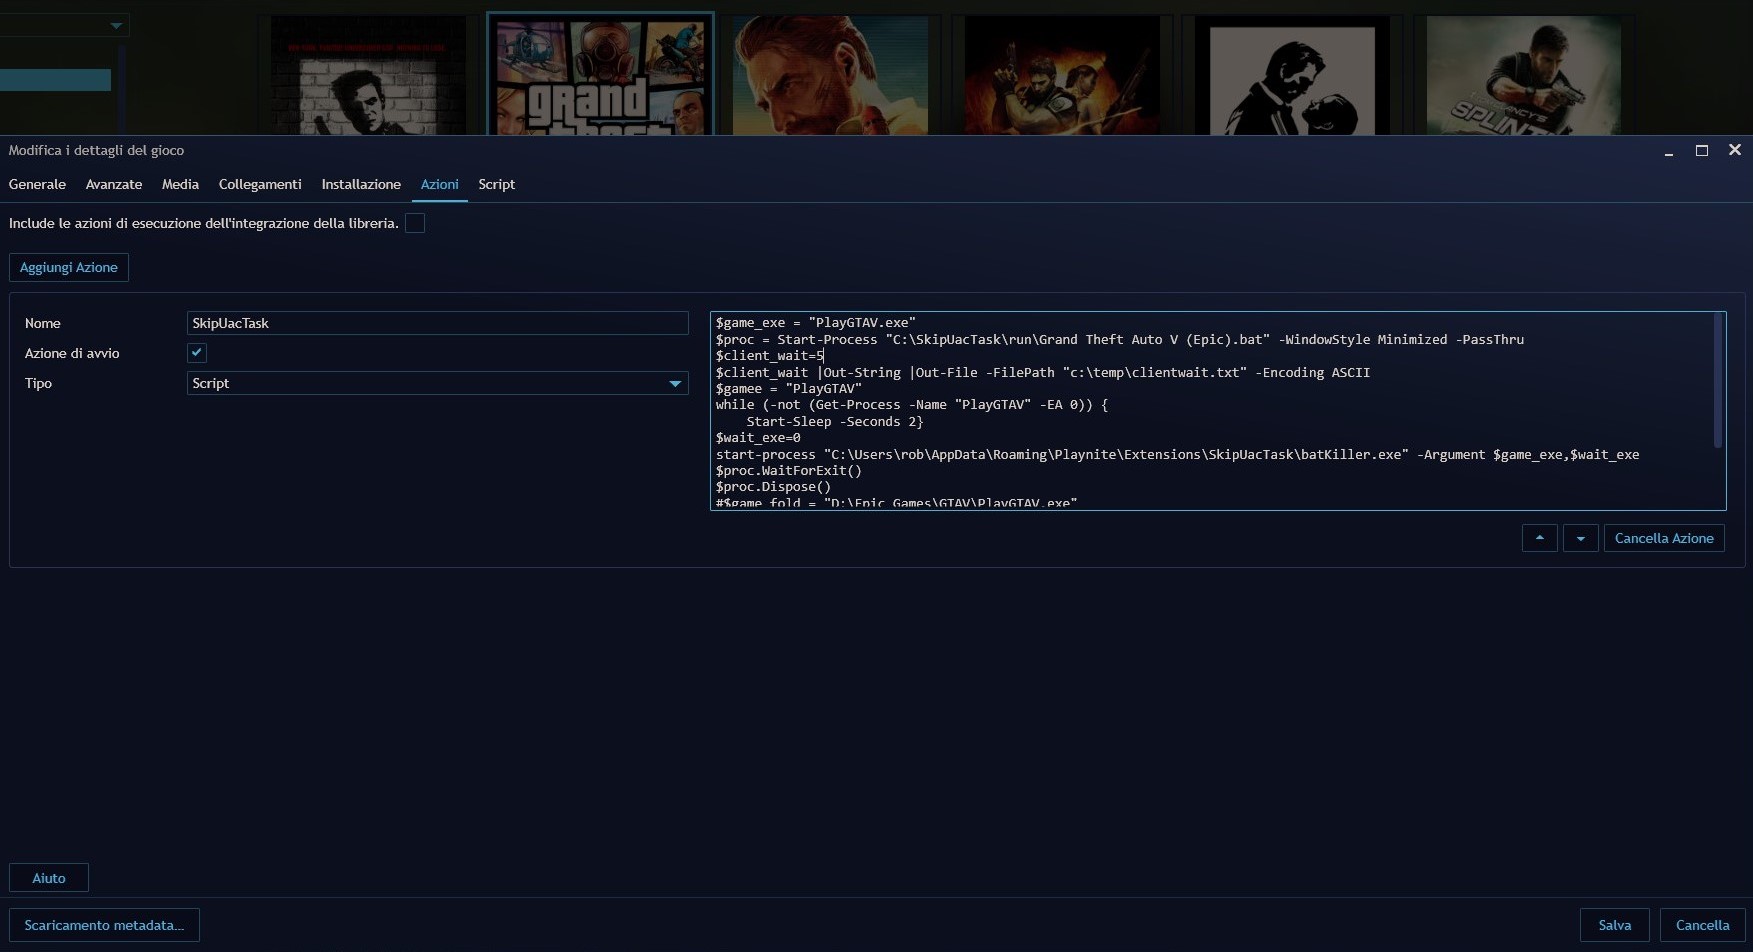 grand
SPLINT
Modifica i dettagli del gioco
Generale Avanzate Media Collegamenti Installazione Azioni Script
Include le azioni di esecuzione dell'integrazione della libreria.
Aggiungi Azione
Nome SkipUacTask
Azione di avvio
Tipo Script
$game_exe = "PlayGTAV.exe"
$proc = Start-Process "C:\SkipUacTask\run\Grand Theft Auto V (Epic).bat" -WindowStyle Minimized -PassThru
$client_wait=5
$client_wait |Out-String |Out-File -FilePath "c:\temp\clientwait.txt" -Encoding ASCII
$gamee = "PlayGTAV"
while (-not (Get-Process -Name "PlayGTAV" -EA 0)) {
    Start-Sleep -Seconds 2}
$wait_exe=0
start-process "C:\Users\rob\AppData\Roaming\Playnite\Extensions\SkipUacTask\batKiller.exe" -Argument $game_exe,$wait_exe
$proc.WaitForExit()
$proc.Dispose()
#$game_fold = "D:\Epic Games\GTAV\PlayGTAV.exe"
Cancella Azione
Aiuto
Scaricamento metadata... Salva Cancella